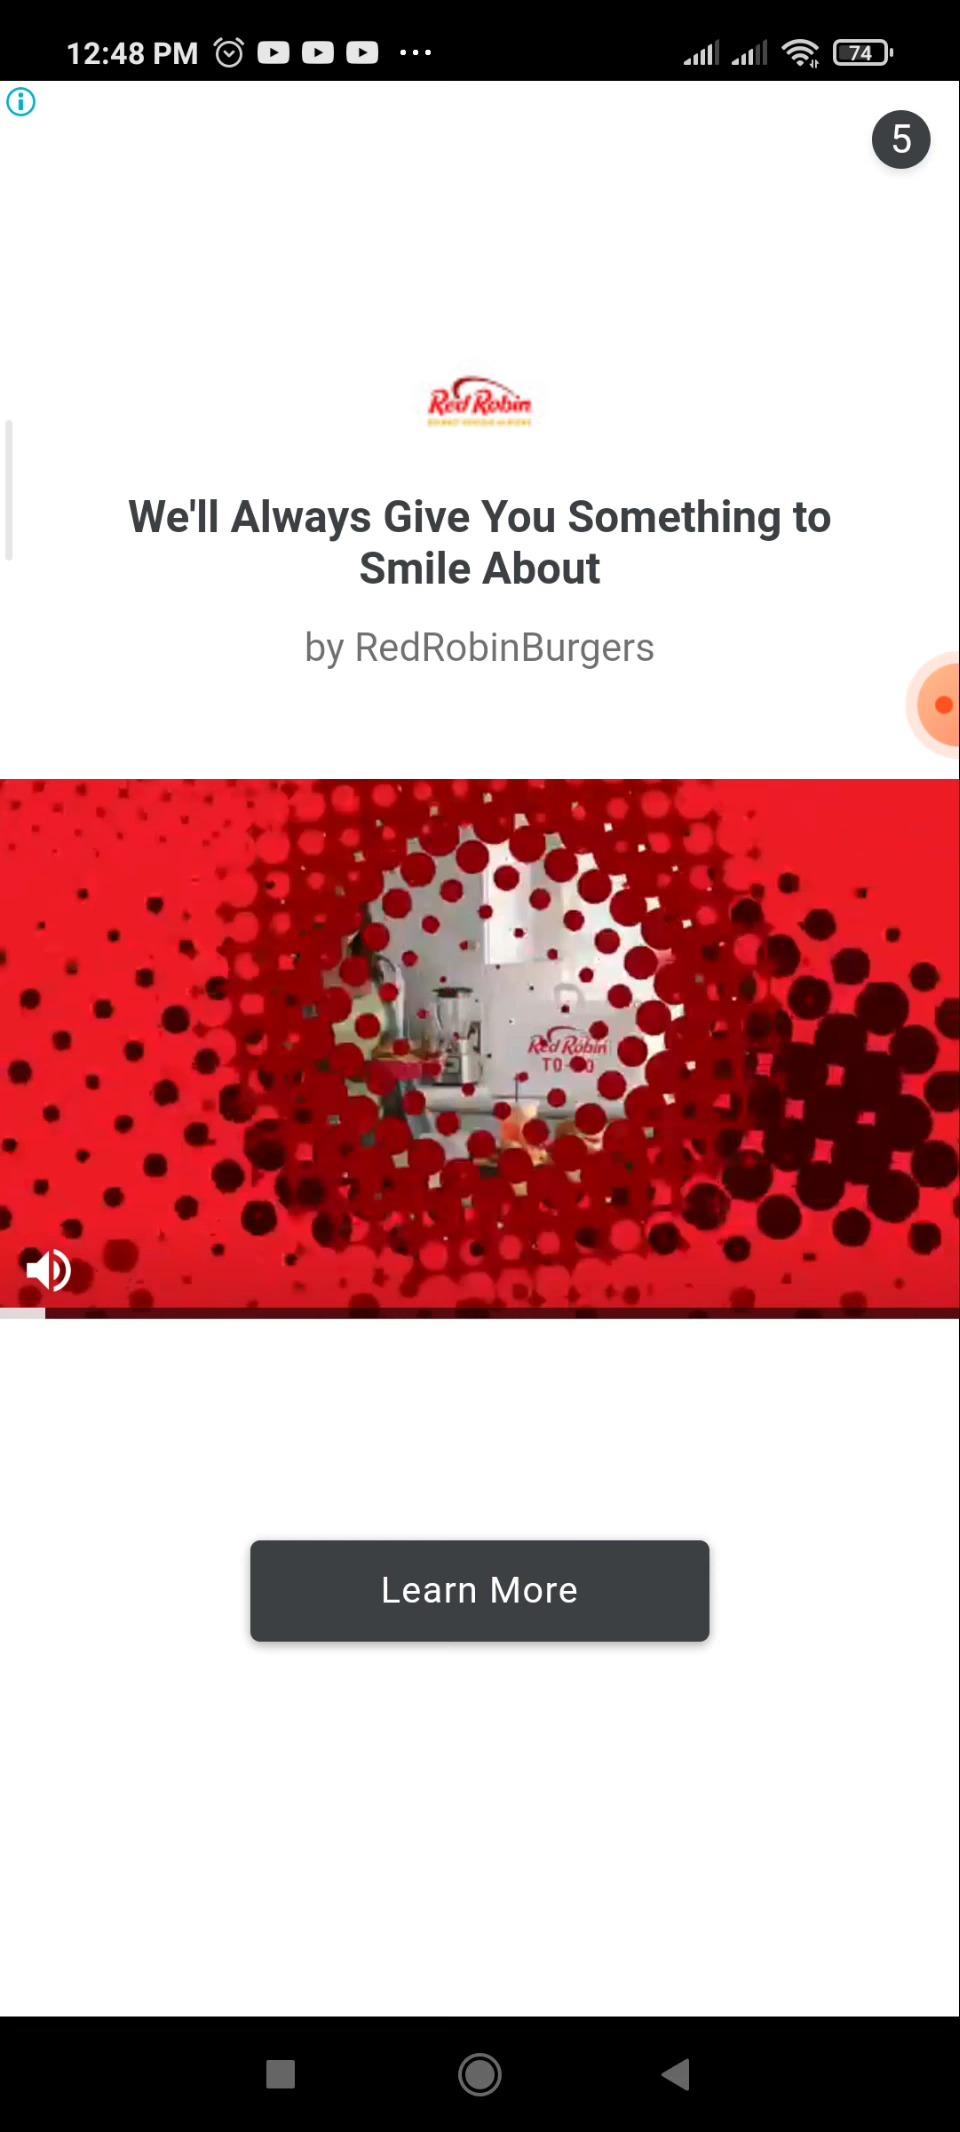 12:48 PM
74
5
Red Robin
We'll Always Give You Something to
Smile About
by RedRobinBurgers
Red Robin
Learn More